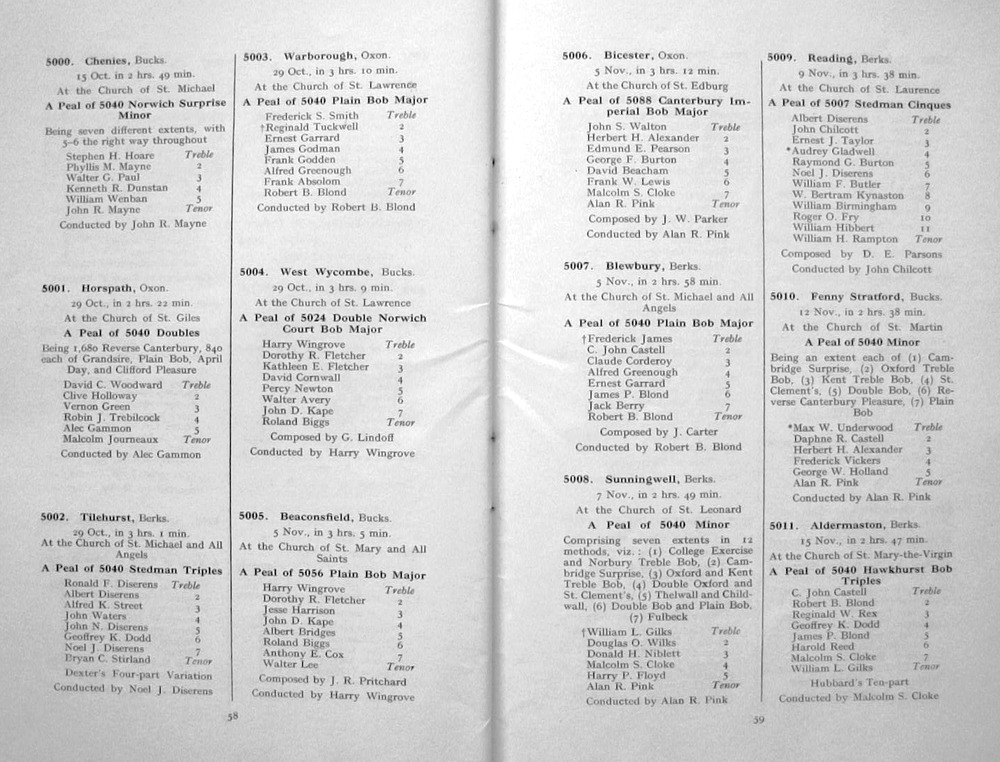 5000. Chenies, Bucks.
15 Oct. in 2 hrs. 49 min.
At the Church of St. Michael
A Peal of 5040 Norwich Surprise
Minor
Being seven different extents, with
5-6 the right way throughout
Stephen H. Hoare Treble
Phyllis M. Mayne 2
Walter G. Paul 3
Kenneth R. Dunstan 4
William Wenban 5
John R. Mayne Tenor
Conducted by John R. Mayne
5001. Horspath, Oxon.
29 Oct., in 2 hrs. 22 min.
At the Church of St. Giles
A Peal of 5040 Doubles
Being 1,680 Reverse Canterbury, 840
each of Grandsire, Plain Bob, April
Day, and Clifford Pleasure
David C. Woodward Treble
Clive Holloway 2
Vernon Green 3
Robin J. Trebilcock 4
Alec Gammon 5
Malcolm Journeaux Tenor
Conducted by Alec Gammon
5002. Tilehurst, Berks.
29 Oct., in 3 hrs. 1 min.
At the Church of St. Michael and All
Angels
A Peal of 5040 Stedman Triples
Ronald F. Diserens Treble
Albert Diserens 2
Alfred K. Street 3
John Waters 4
John N. Diserens 5
Geoffrey K. Dodd 6
Noel J. Diserens 7
Bryan C. Stirland Tenor
Dexter's Four-part Variation
Conducted by Noel J. Diserens
5003. Warborough, Oxon.
29 Oct., in 3 hrs. 10 min.
At the Church of St. Lawrence
A Peal of 5040 Plain Bob Major
Frederick S. Smith Treble
†Reginald Tuckwell 2
Ernest Garrard 3
James Godman 4
Frank Godden 5
Alfred Greenough 6
Frank Absolom 7
Robert B. Blond Tenor
Conducted by Robert B. Blond
5004. West Wycombe, Bucks.
29 Oct., in 3 hrs. 9 min.
At the Church of St. Lawrence
A Peal of 5024 Double Norwich
Court Bob Major
Harry Wingrove Treble
Dorothy R. Fletcher 2
Kathleen E. Fletcher 3
David Cornwall 4
Percy Newton 5
Walter Avery 6
John D. Kape 7
Roland Biggs Tenor
Composed by G. Lindoff
Conducted by Harry Wingrove
5005. Beaconsfield, Bucks.
5 Nov., in 3 hrs. 5 min.
At the Church of St. Mary and All
Saints
A Peal of 5056 Plain Bob Major
Harry Wingrove Treble
Dorothy R. Fletcher 2
Jesse Harrison 3
John D. Kape 4
Albert Bridges 5
Roland Biggs 6
Anthony E. Cox 7
Walter Lee Tenor
Composed by J. R. Pritchard
Conducted by Harry Wingrove
58
5006. Bicester, Oxon.
5 Nov., in 3 hrs. 12 min.
At the Church of St. Edburg
A Peal of 5088 Canterbury Im-
perial Bob Major
John S. Walton Treble
Herbert H. Alexander 2
Edmund E. Pearson 3
George F. Burton 4
David Beacham 5
Frank W. Lewis 6
Malcolm S. Cloke 7
Alan R. Pink Tenor
Composed by J. W. Parker
Conducted by Alan R. Pink
5007. Blewbury, Berks.
5 Nov., in 2 hrs. 58 min.
At the Church of St. Michael and All
Angels
A Peal of 5040 Plain Bob Major
†Frederick James Treble
C. John Castell 2
Claude Corderoy 3
Alfred Greenough 4
Ernest Garrard 5
James P. Blond 6
Jack Berry 7
Robert B. Blond Tenor
Composed by J. Carter
Conducted by Robert B. Blond
5008. Sunningwell, Berks.
7 Nov., in 2 hrs. 49 min.
At the Church of St. Leonard
A Peal of 5040 Minor
Comprising seven extents in 12
methods, viz. : (1) College Exercise
and Norbury Treble Bob, (2) Cam-
bridge Surprise, (3) Oxford and Kent
Treble Bob, (4) Double Oxford and
St. Clement's, (5) Thelwall and Child-
wall, (6) Double Bob and Plain Bob,
(7) Fulbeck
†William L. Gilks Treble
Douglas O. Wilks 2
Donald H. Niblett 3
Malcolm S. Cloke 4
Harry P. Floyd 5
Alan R. Pink Tenor
Conducted by Alan R. Pink
5009. Reading, Berks.
9 Nov., in 3 hrs. 38 min.
At the Church of St. Laurence
A Peal of 5007 Stedman Cinques
Albert Diserens Treble
John Chilcott 2
Ernest J. Taylor 3
*Audrey Gladwell 4
Raymond G. Burton 5
Noel J. Diserens 6
William F. Butler 7
W. Bertram Kynaston 8
William Birmingham 9
Roger O. Fry 10
William Hibbert 11
William H. Rampton Tenor
Composed by D. E. Parsons
Conducted by John Chilcott
5010. Fenny Stratford, Bucks.
12 Nov., in 2 hrs. 38 min.
At the Church of St. Martin
A Peal of 5040 Minor
Being an extent each of (1) Cam-
bridge Surprise, (2) Oxford Treble
Bob, (3) Kent Treble Bob, (4) St.
Clement's, (5) Double Bob, (6) Re-
verse Canterbury Pleasure, (7) Plain
Bob
*Max W. Underwood Treble
Daphne R. Castell 2
Herbert H. Alexander 3
Frederick Vickers 4
George W. Holland 5
Alan R. Pink Tenor
Conducted by Alan R. Pink
5011. Aldermaston, Berks.
15 Nov., in 2 hrs. 47 min.
At the Church of St. Mary-the-Virgin
A Peal of 5040 Hawkhurst Bob
Triples
C. John Castell Treble
Robert B. Blond 2
Reginald W. Rex 3
Geoffrey K. Dodd 4
James P. Blond 5
Harold Reed 6
Malcolm S. Cloke 7
William L. Gilks Tenor
Hubbard's Ten-part
Conducted by Malcolm S. Cloke
59